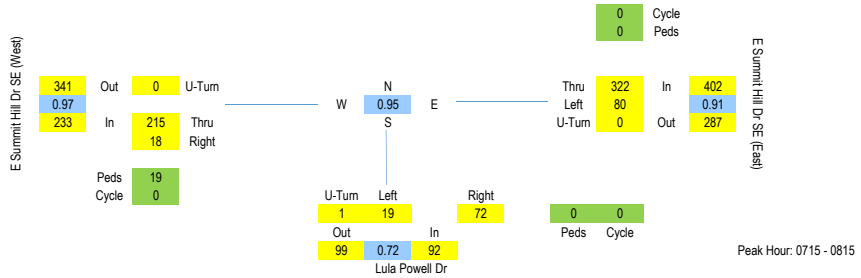 0 Cycle
0 Peds
E Summit Hill Dr SE (West)
E Summit Hill Dr SE (East)
341 Out 0 U-Turn
N
Thru 322 In 402
0.97
W 0.95 E
Left 80 0.91
233 In 215 Thru
S
U-Turn 0 Out 287
18 Right
Peds 19
Cycle 0
U-Turn Left Right
1 19 72
0 0
Out In
Peds Cycle
99 0.72 92
Peak Hour: 0715 - 0815
Lula Powell Dr